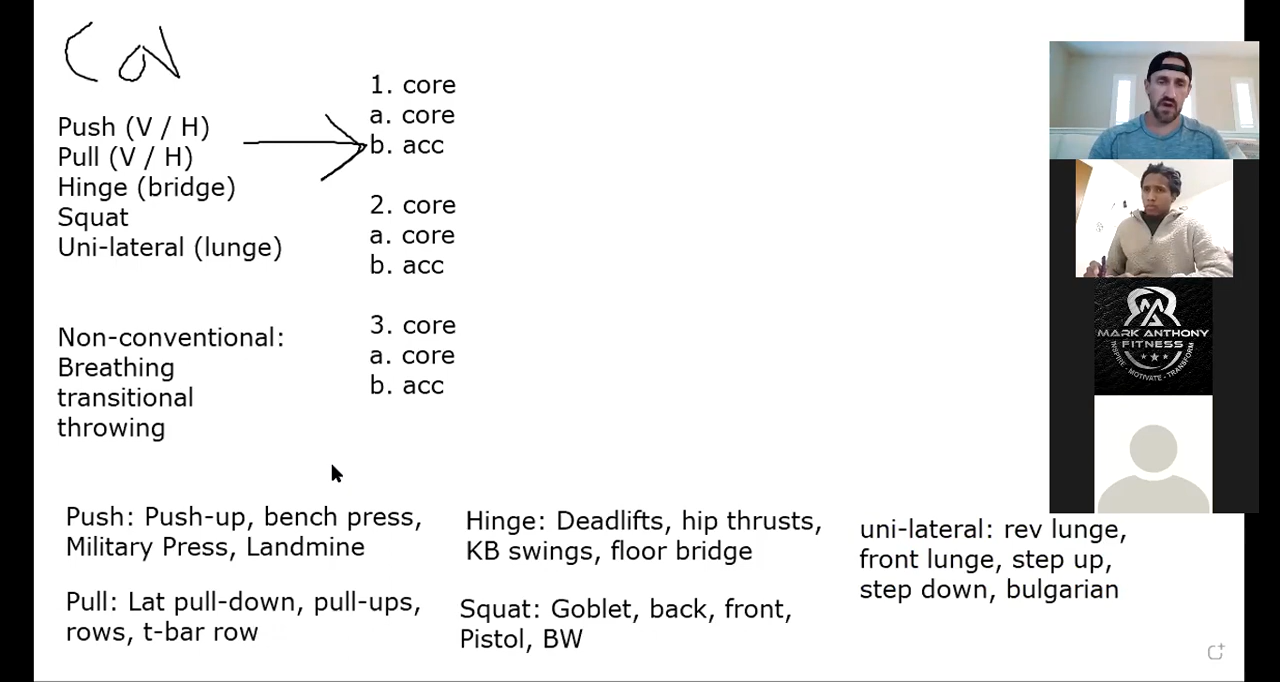 Push (V / H)
Pull (V / H)
Hinge (bridge)
Squat
Uni-lateral (lunge)
Non-conventional:
Breathing
transitional
throwing
1. core
a. core
b. acc
2. core
a. core
b. acc
3. core
a. core
b. acc
Push: Push-up, bench press,
Military Press, Landmine
Pull: Lat pull-down, pull-ups,
rows, t-bar row
Hinge: Deadlifts, hip thrusts,
KB swings, floor bridge
Squat: Goblet, back, front,
Pistol, BW
uni-lateral: rev lunge,
front lunge, step up,
step down, bulgarian
MARK ANTHONY
FITNESS
INSPIRE - MOTIVATE - TRANSFORM